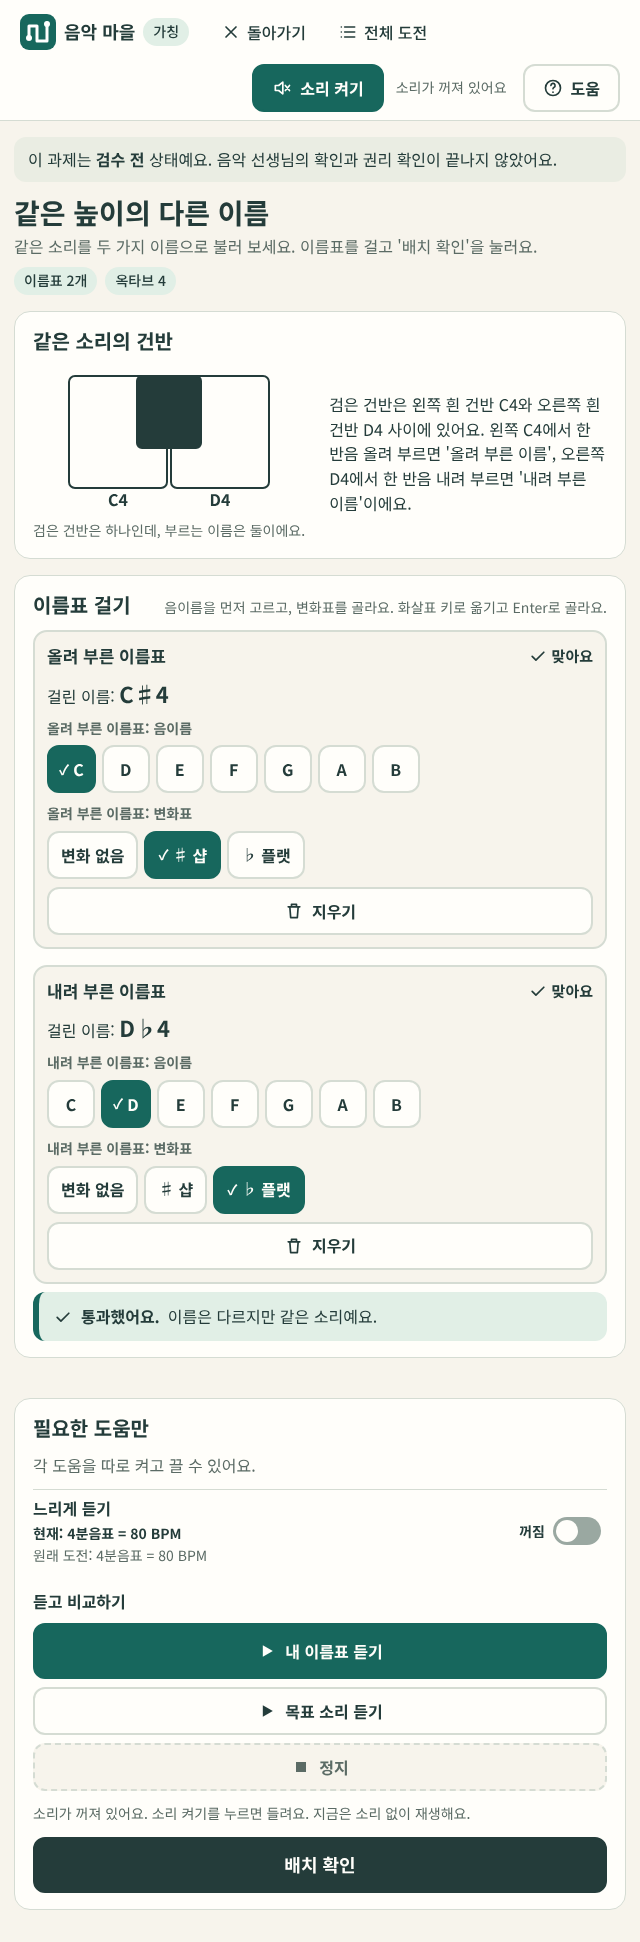 음악 마을 가칭 돌아가기 전체 도전
소리 켜기 소리가 꺼져 있어요 도움
이 과제는 검수 전 상태예요. 음악 선생님의 확인과 권리 확인이 끝나지 않았어요.
같은 높이의 다른 이름
같은 소리를 두 가지 이름으로 불러 보세요. 이름표를 걸고 '배치 확인'을 눌러요.
이름표 2개 옥타브 4
같은 소리의 건반
C4 D4
검은 건반은 하나인데, 부르는 이름은 둘이에요.
검은 건반은 왼쪽 흰 건반 C4와 오른쪽 흰
건반 D4 사이에 있어요. 왼쪽 C4에서 한
반음 올려 부르면 '올려 부른 이름', 오른쪽
D4에서 한 반음 내려 부르면 '내려 부른
이름'이에요.
이름표 걸기 음이름을 먼저 고르고, 변화표를 골라요. 화살표 키로 옮기고 Enter로 골라요.
올려 부른 이름표 ✓ 맞아요
걸린 이름: C♯4
올려 부른 이름표: 음이름
✓ C D E F G A B
올려 부른 이름표: 변화표
변화 없음 ✓ ♯ 샵 ♭ 플랫
지우기
내려 부른 이름표 ✓ 맞아요
걸린 이름: D♭4
내려 부른 이름표: 음이름
C ✓ D E F G A B
내려 부른 이름표: 변화표
변화 없음 ♯ 샵 ✓ ♭ 플랫
지우기
✓ 통과했어요. 이름은 다르지만 같은 소리예요.
필요한 도움만
각 도움을 따로 켜고 끌 수 있어요.
느리게 듣기
현재: 4분음표 = 80 BPM 꺼짐
원래 도전: 4분음표 = 80 BPM
듣고 비교하기
내 이름표 듣기
목표 소리 듣기
정지
소리가 꺼져 있어요. 소리 켜기를 누르면 들려요. 지금은 소리 없이 재생해요.
배치 확인